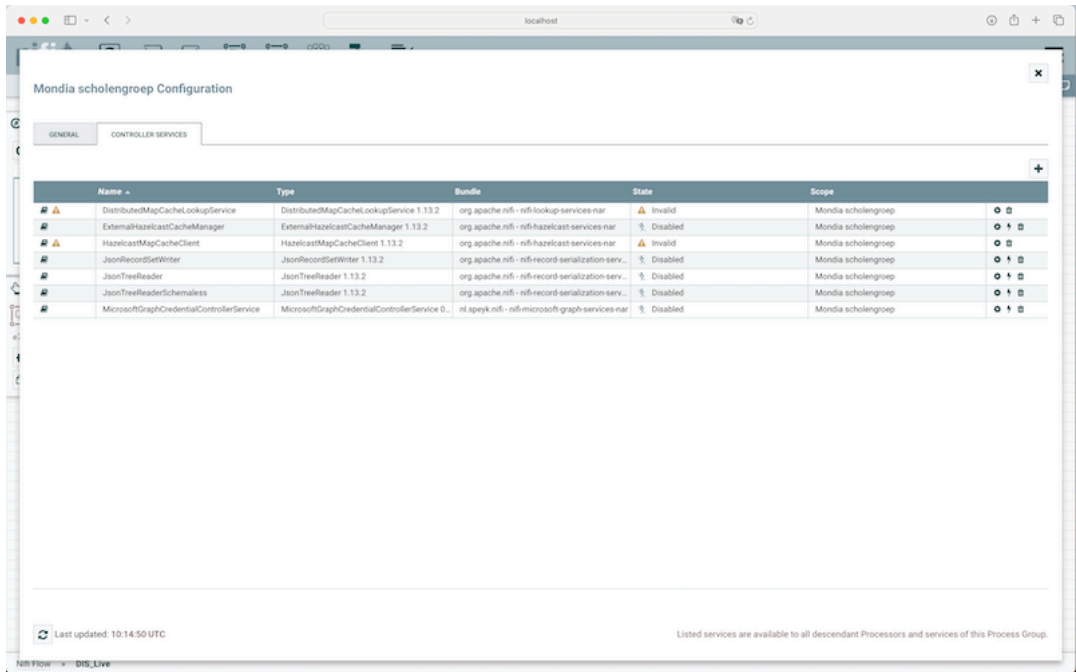 localhost
Mondia scholengroep Configuration
GENERAL CONTROLLER SERVICES
Name Type Bundle State Scope
DistributedMapCacheLookupService DistributedMapCacheLookupService 1.13.2 org.apache.nifi - nifi-lookup-services-nar Invalid Mondia scholengroep
ExternalHazelcastCacheManager ExternalHazelcastCacheManager 1.13.2 org.apache.nifi - nifi-hazelcast-services-nar Disabled Mondia scholengroep
HazelcastMapCacheClient HazelcastMapCacheClient 1.13.2 org.apache.nifi - nifi-hazelcast-services-nar Invalid Mondia scholengroep
JsonRecordSetWriter JsonRecordSetWriter 1.13.2 org.apache.nifi - nifi-record-serialization-serv... Disabled Mondia scholengroep
JsonTreeReader JsonTreeReader 1.13.2 org.apache.nifi - nifi-record-serialization-serv... Disabled Mondia scholengroep
JsonTreeReaderSchemaless JsonTreeReader 1.13.2 org.apache.nifi - nifi-record-serialization-serv... Disabled Mondia scholengroep
MicrosoftGraphCredentialControllerService MicrosoftGraphCredentialControllerService 0... nl.speyk.nifi - nifi-microsoft-graph-services-nar Disabled Mondia scholengroep
Last updated: 10:14:50 UTC Listed services are available to all descendant Processors and services of this Process Group.
Nifi Flow » DIS_Live